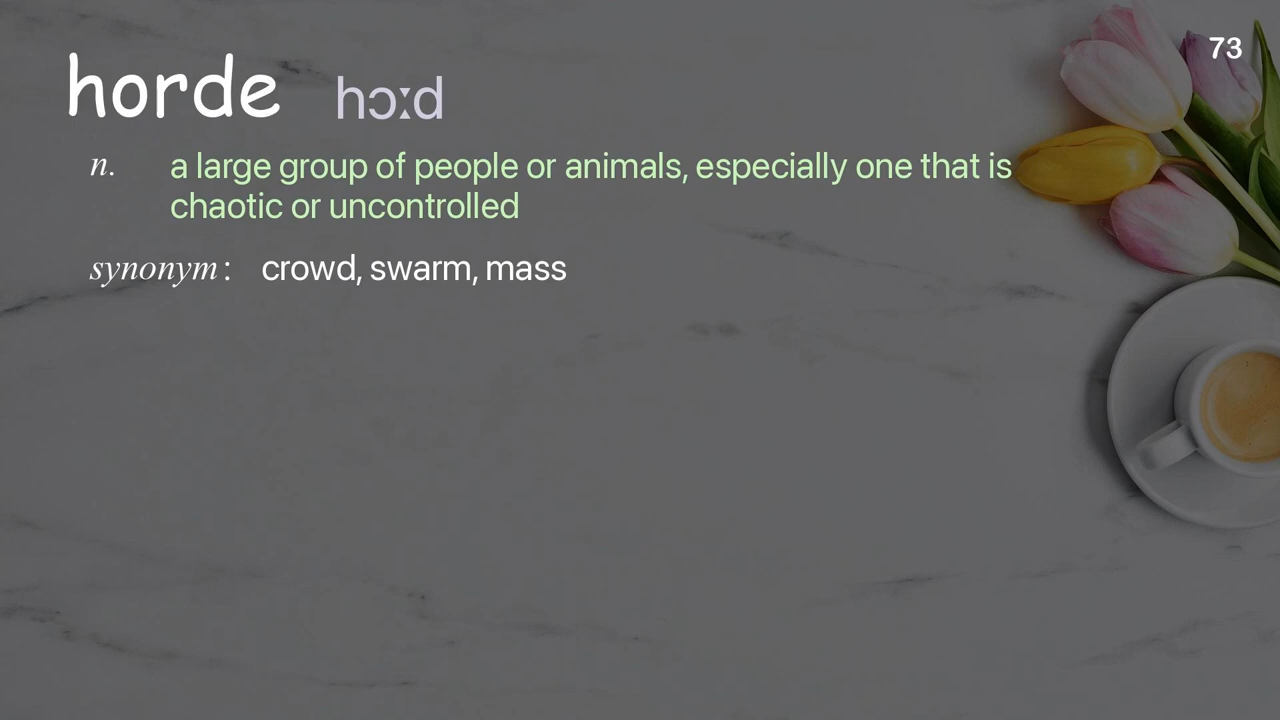 73
horde hɔːd
n. a large group of people or animals, especially one that is
chaotic or uncontrolled
synonym : crowd, swarm, mass